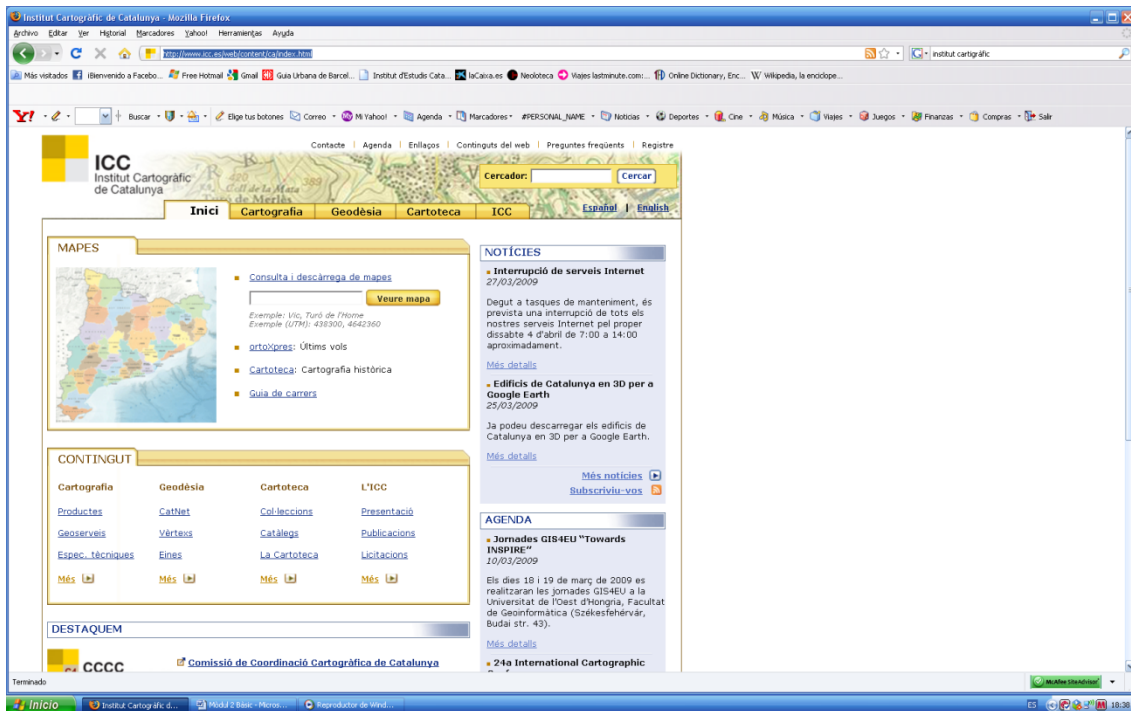 Institut Cartogràfic de Catalunya - Mozilla Firefox
Archivo Editar Ver Historial Marcadores Yahoo! Herramientas Ayuda
http://www.icc.es/web/content/ca/index.html
institut cartigràfic
Más visitados iBienvenido a Facebo... Free Hotmail Gmail Guia Urbana de Barcel... Institut d'Estudis Cata... laCaixa.es Neoloteca Viajes lastminute.com:... Online Dictionary, Enc... Wikipedia, la enciclope...
Y! Buscar Elige tus botones Correo Mi Yahoo! Agenda Marcadores #PERSONAL_NAME Noticias Deportes Cine Música Viajes Juegos Finanzas Compras Salir
Contacte | Agenda | Enllaços | Continguts del web | Preguntes freqüents | Registre
ICC
Institut Cartogràfic
de Catalunya
R
420
389
Coll de la Mata
Turó de Merlès
Cercador: Cercar
Inici Cartografia Geodèsia Cartoteca ICC
Español | English
MAPES
Consulta i descàrrega de mapes
Veure mapa
Exemple: Vic, Turó de l'Home
Exemple (UTM): 438300, 4642360
ortoXpres: Últims vols
Cartoteca: Cartografia històrica
Guia de carrers
CONTINGUT
Cartografia Geodèsia Cartoteca L'ICC
Productes CatNet Col·leccions Presentació
Geoserveis Vèrtexs Catàlegs Publicacions
Espec. tècniques Eines La Cartoteca Licitacions
Més Més Més Més
DESTAQUEM
CCCC
Comissió de Coordinació Cartogràfica de Catalunya
NOTÍCIES
Interrupció de serveis Internet
27/03/2009
Degut a tasques de manteniment, és
prevista una interrupció de tots els
nostres serveis Internet pel proper
dissabte 4 d'abril de 7:00 a 14:00
aproximadament.
Més detalls
Edificis de Catalunya en 3D per a
Google Earth
25/03/2009
Ja podeu descarregar els edificis de
Catalunya en 3D per a Google Earth.
Més detalls
Més notícies
Subscriviu-vos
AGENDA
Jornades GIS4EU "Towards
INSPIRE"
10/03/2009
Els dies 18 i 19 de març de 2009 es
realitzaran les jornades GIS4EU a la
Universitat de l'Oest d'Hongria, Facultat
de Geoinformàtica (Székesfehérvár,
Budai str. 43).
Més detalls
24a International Cartographic
Terminado
McAfee SiteAdvisor
Inicio Institut Cartogràfic d... Mòdul 2 Bàsic - Micros... Reproductor de Wind... ES 18:38